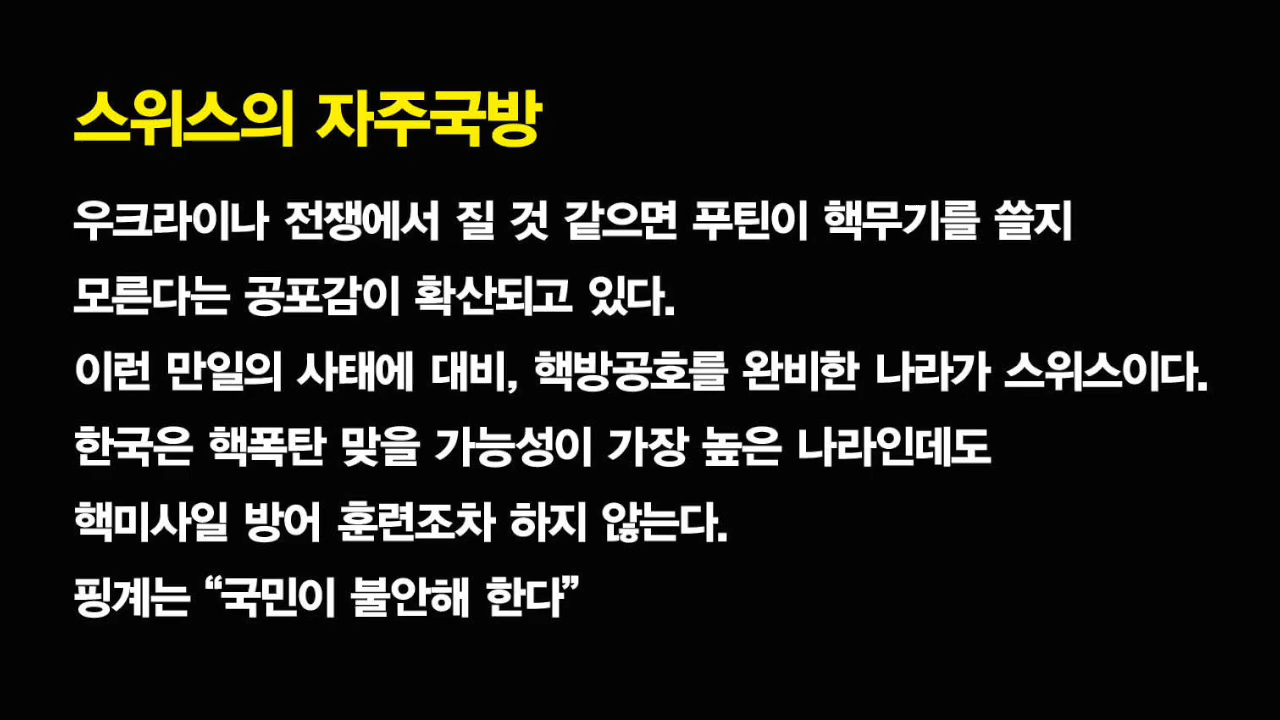 스위스의 자주국방
우크라이나 전쟁에서 질 것 같으면 푸틴이 핵무기를 쓸지
모른다는 공포감이 확산되고 있다.
이런 만일의 사태에 대비, 핵방공호를 완비한 나라가 스위스이다.
한국은 핵폭탄 맞을 가능성이 가장 높은 나라인데도
핵미사일 방어 훈련조차 하지 않는다.
핑계는 “국민이 불안해 한다”